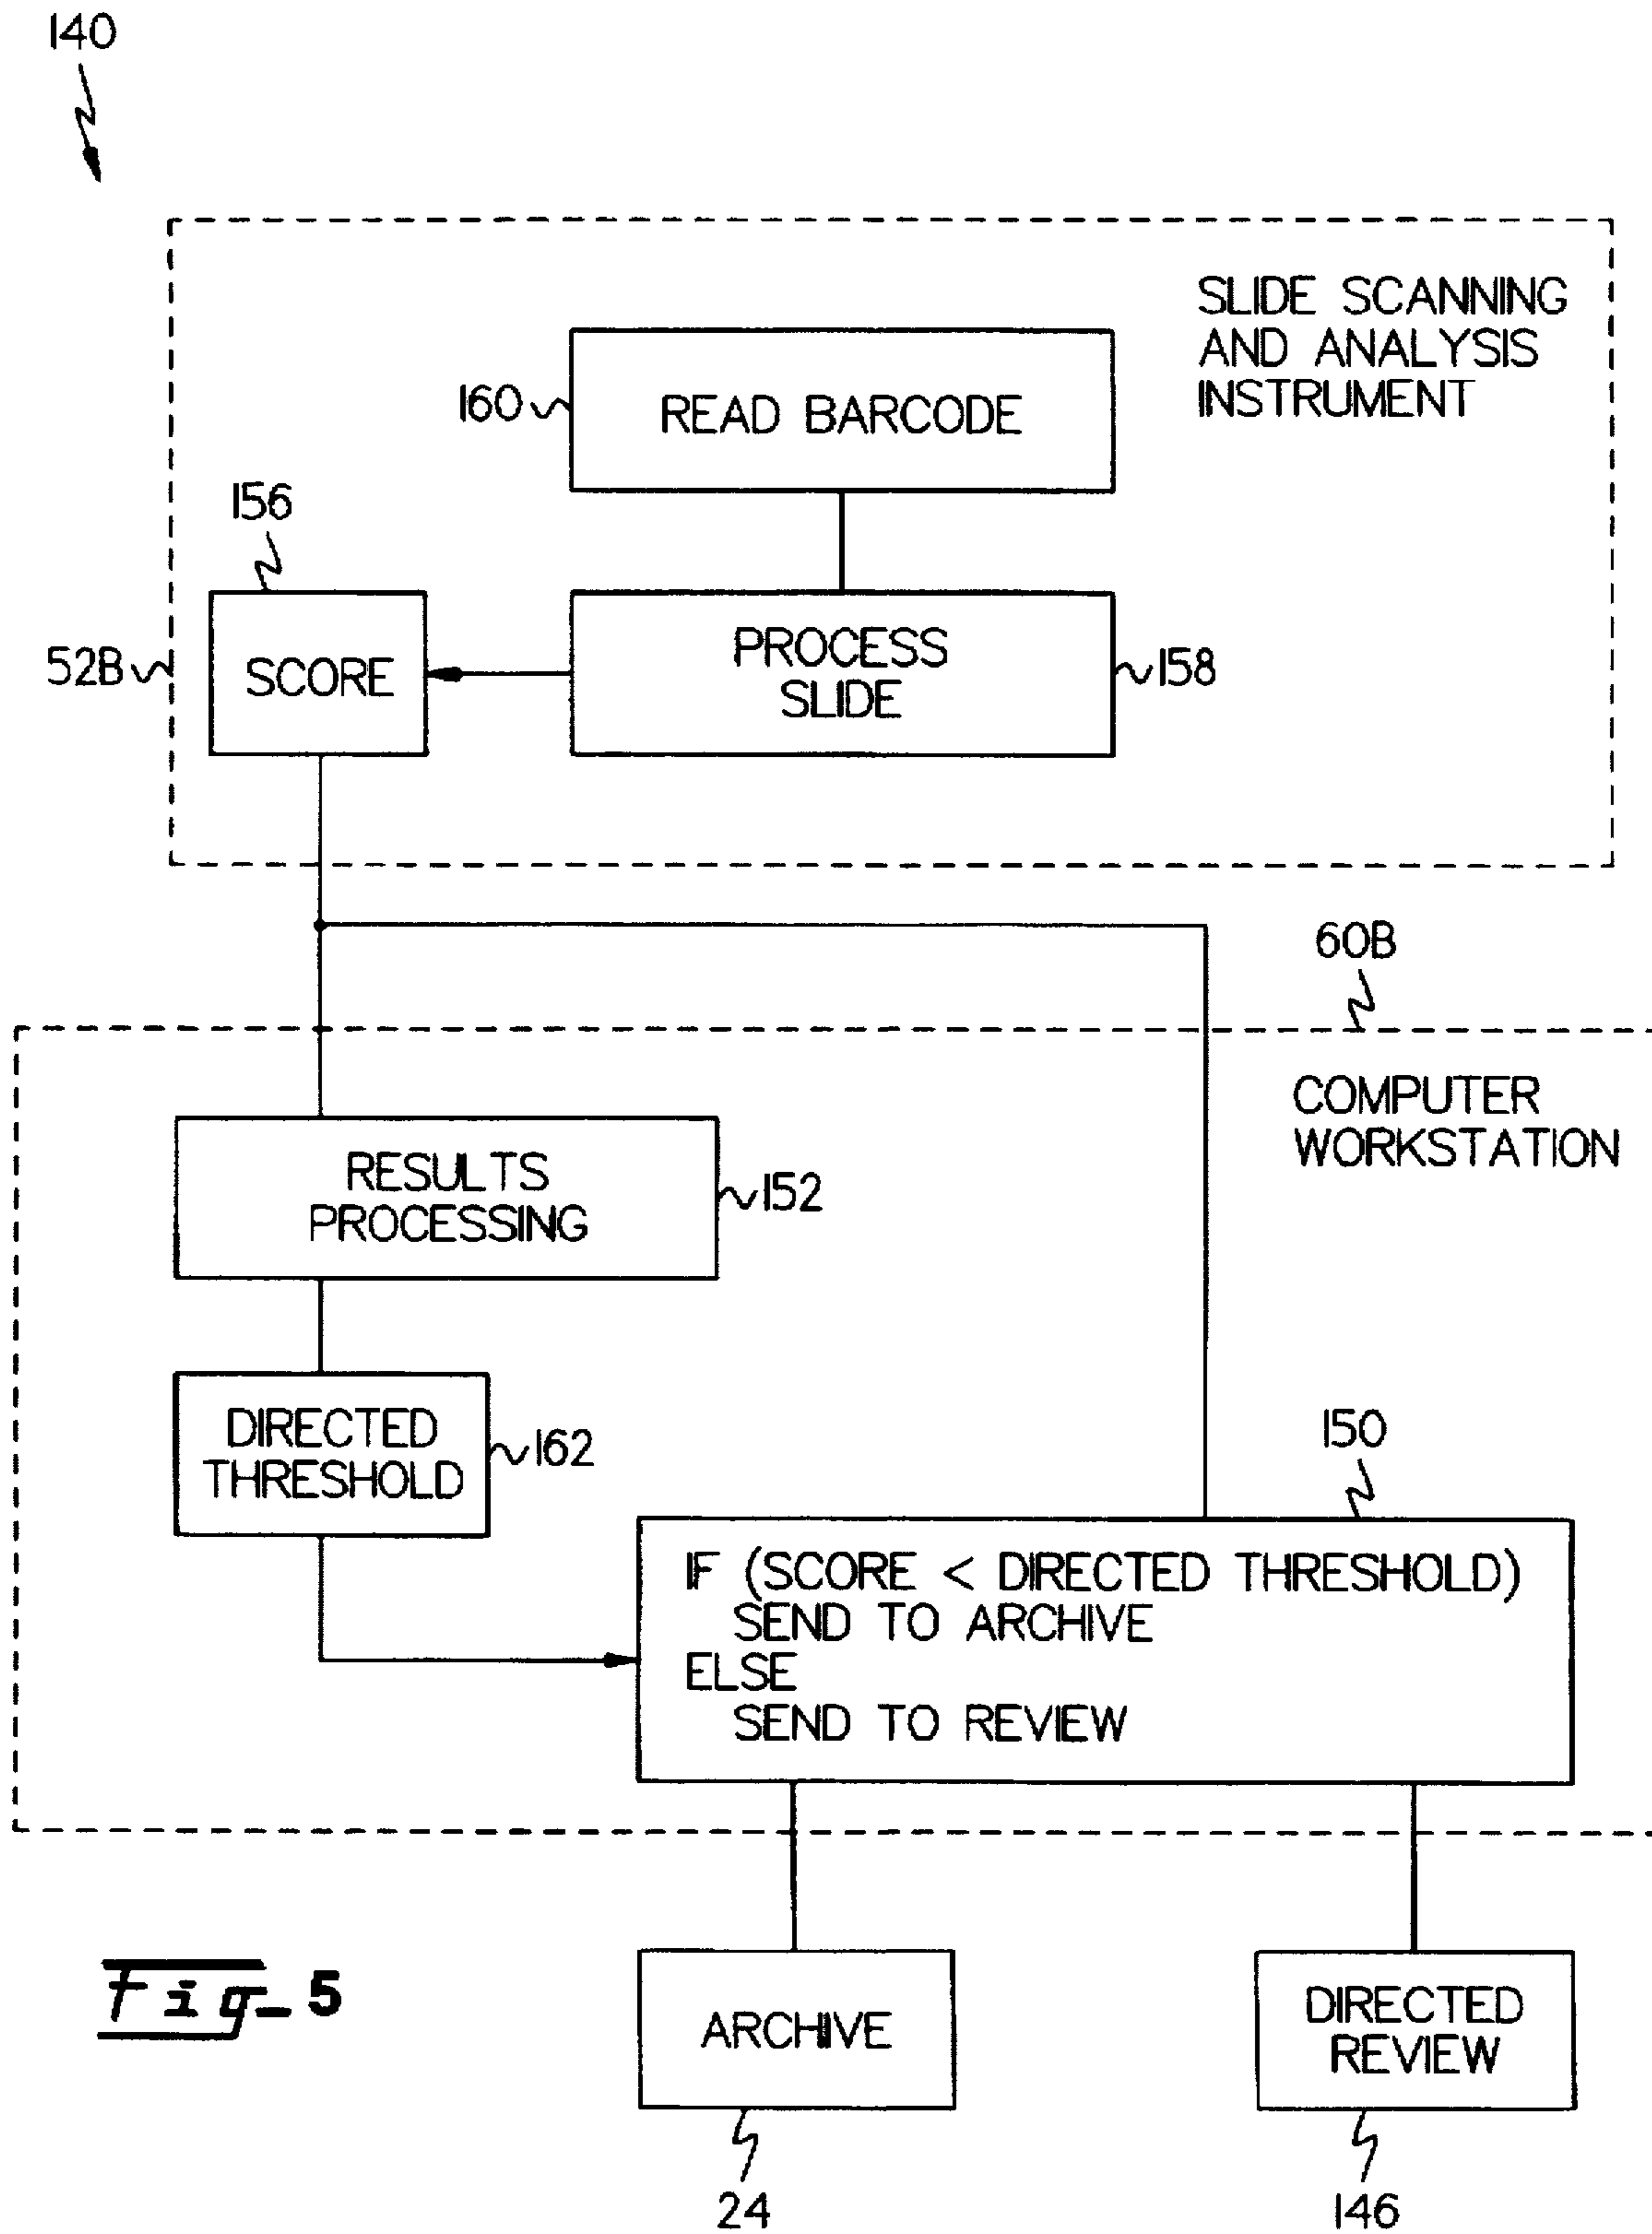 140
SLIDE SCANNING
AND ANALYSIS
INSTRUMENT
160
READ BARCODE
156
52B
SCORE
PROCESS
SLIDE
158
60B
COMPUTER
WORKSTATION
RESULTS
PROCESSING
152
DIRECTED
THRESHOLD
162
150
IF (SCORE < DIRECTED THRESHOLD)
SEND TO ARCHIVE
ELSE
SEND TO REVIEW
Fig_5
ARCHIVE
DIRECTED
REVIEW
24
146